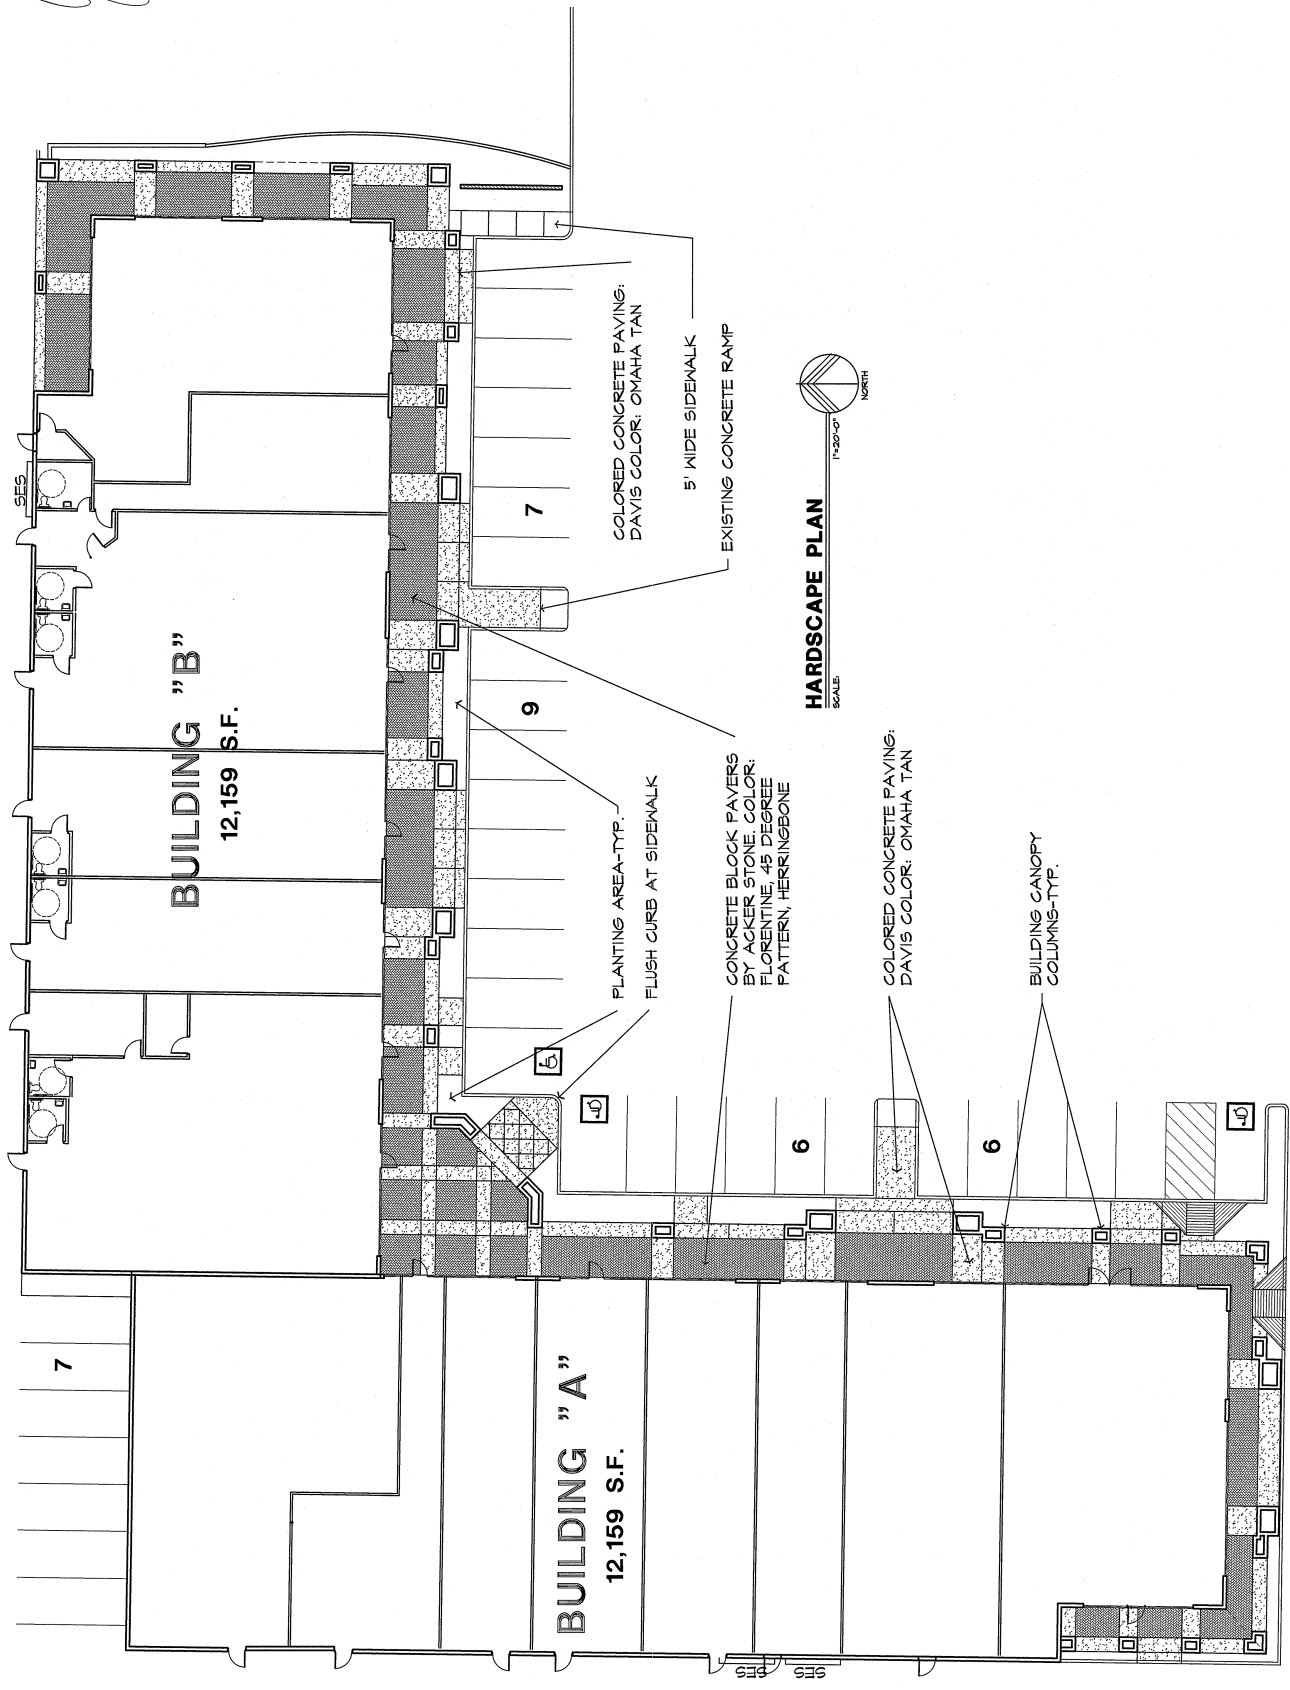 SES
BUILDING "B"
12,159 S.F.
7
COLORED CONCRETE PAVING:
DAVIS COLOR: OMAHA TAN
5' WIDE SIDEWALK
EXISTING CONCRETE RAMP
7
9
HARDSCAPE PLAN
SCALE:
1"=20'-0"
NORTH
PLANTING AREA-TYP.
FLUSH CURB AT SIDEWALK
CONCRETE BLOCK PAVERS
BY ACKER STONE. COLOR:
FLORENTINE, 45 DEGREE
PATTERN, HERRINGBONE
COLORED CONCRETE PAVING:
DAVIS COLOR: OMAHA TAN
BUILDING CANOPY
COLUMNS-TYP.
6
6
BUILDING "A"
12,159 S.F.
SES
SES